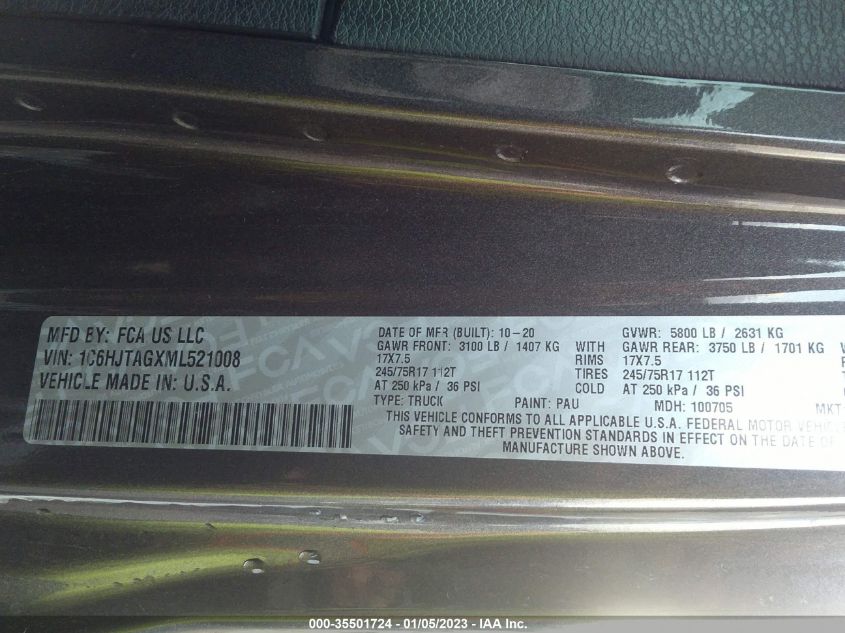 MFD BY: FCA US LLC
VIN: 1C6HJTAGXML521008
VEHICLE MADE IN: U.S.A.
DATE OF MFR (BUILT): 10-20 GVWR: 5800 LB / 2631 KG
GAWR FRONT: 3100 LB / 1407 KG WITH GAWR REAR: 3750 LB / 1701 KG
17X7.5 RIMS 17X7.5
245/75R17 112T TIRES 245/75R17 112T
AT 250 kPa / 36 PSI COLD AT 250 kPa / 36 PSI
TYPE: TRUCK PAINT: PAU MDH: 100705 MKT
THIS VEHICLE CONFORMS TO ALL APPLICABLE U.S.A. FEDERAL MOTOR VEHICLE
SAFETY AND THEFT PREVENTION STANDARDS IN EFFECT ON THE DATE OF
MANUFACTURE SHOWN ABOVE.
000-35501724 - 01/05/2023 - IAA Inc.